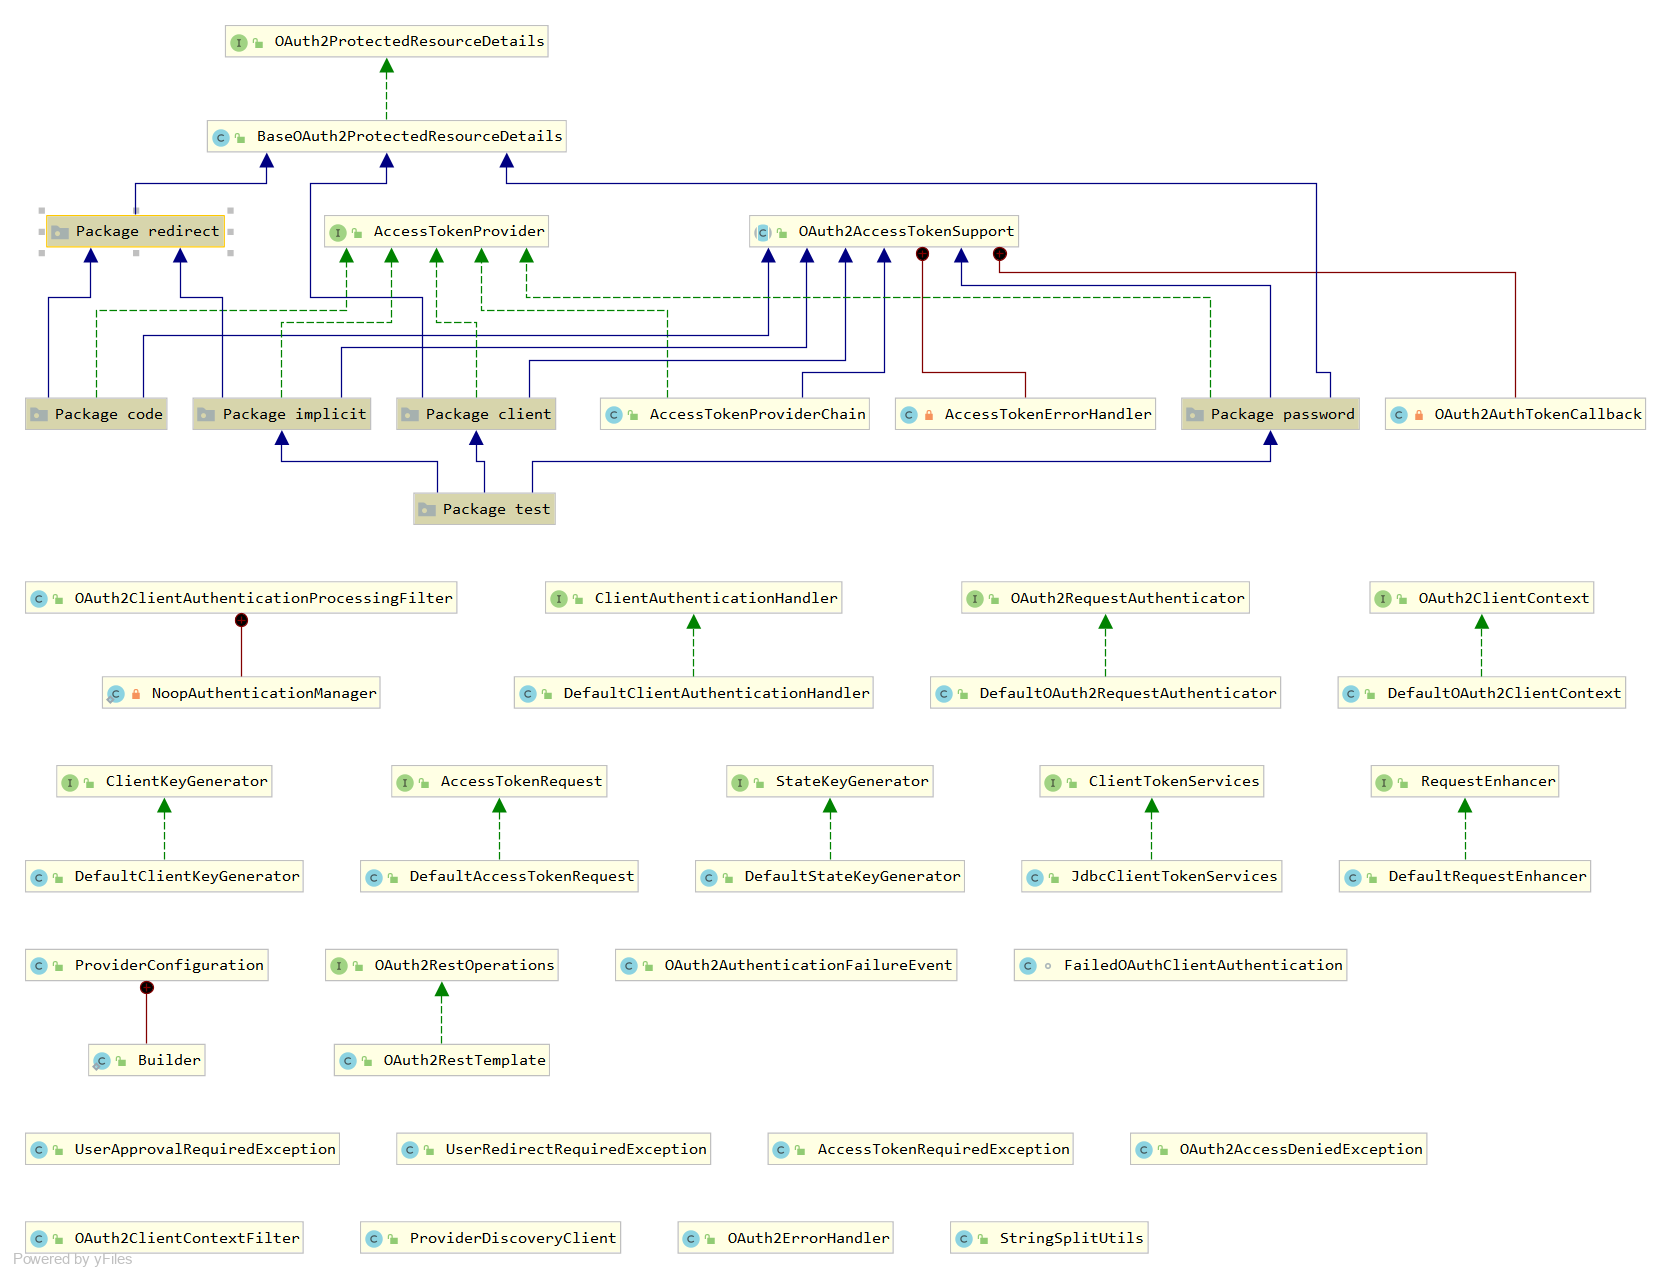 OAuth2ProtectedResourceDetails
BaseOAuth2ProtectedResourceDetails
Package redirect
AccessTokenProvider
OAuth2AccessTokenSupport
Package code
Package implicit
Package client
AccessTokenProviderChain
AccessTokenErrorHandler
Package password
OAuth2AuthTokenCallback
Package test
OAuth2ClientAuthenticationProcessingFilter
ClientAuthenticationHandler
OAuth2RequestAuthenticator
OAuth2ClientContext
NoopAuthenticationManager
DefaultClientAuthenticationHandler
DefaultOAuth2RequestAuthenticator
DefaultOAuth2ClientContext
ClientKeyGenerator
AccessTokenRequest
StateKeyGenerator
ClientTokenServices
RequestEnhancer
DefaultClientKeyGenerator
DefaultAccessTokenRequest
DefaultStateKeyGenerator
JdbcClientTokenServices
DefaultRequestEnhancer
ProviderConfiguration
OAuth2RestOperations
OAuth2AuthenticationFailureEvent
FailedOAuthClientAuthentication
Builder
OAuth2RestTemplate
UserApprovalRequiredException
UserRedirectRequiredException
AccessTokenRequiredException
OAuth2AccessDeniedException
OAuth2ClientContextFilter
ProviderDiscoveryClient
OAuth2ErrorHandler
StringSplitUtils
Powered by yFiles